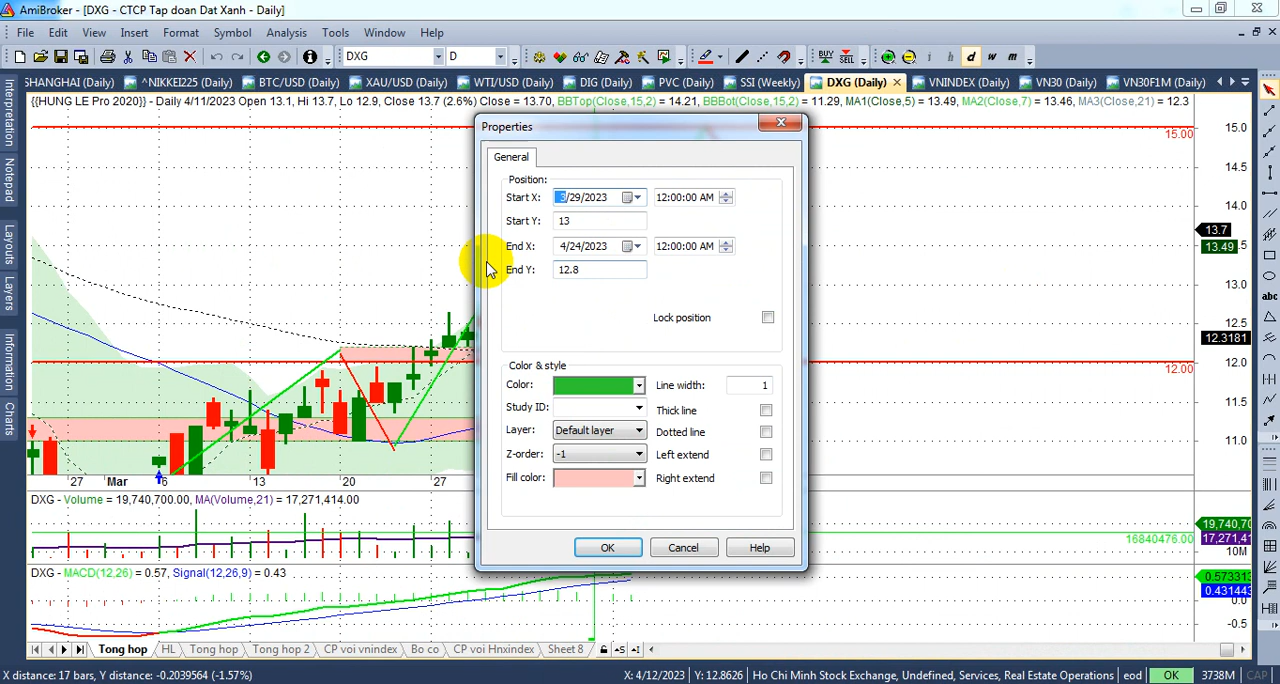 AmiBroker - [DXG - CTCP Tap doan Dat Xanh - Daily]
File Edit View Insert Format Symbol Analysis Tools Window Help
DXG D BUY SELL i h d w m
SHANGHAI (Daily) ^NIKKEI225 (Daily) BTC/USD (Daily) XAU/USD (Daily) WTI/USD (Daily) DIG (Daily) PVC (Daily) SSI (Weekly) DXG (Daily) VNINDEX (Daily) VN30 (Daily) VN30F1M (Daily)
{{HUNG LE Pro 2020}} - Daily 4/11/2023 Open 13.1, Hi 13.7, Lo 12.9, Close 13.7 (2.6%) Close = 13.70, BBTop(Close,15,2) = 14.21, BBBot(Close,15,2) = 11.29, MA1(Close,5) = 13.49, MA2(Close,7) = 13.46, MA3(Close,21) = 12.3
Interpretation
Notepad
Layouts
Layers
Information
Charts
Properties
General
Position:
Start X: 3/29/2023 12:00:00 AM
Start Y: 13
End X: 4/24/2023 12:00:00 AM
End Y: 12.8
Lock position
Color & style
Color: Line width: 1
Study ID: Thick line
Layer: Default layer Dotted line
Z-order: -1 Left extend
Fill color: Right extend
OK Cancel Help
15.00
15.0
14.5
14.0
13.7
13.49
13.0
12.5
12.3181
12.0
12.00
11.5
11.0
abc
27 Mar 6 13 20 27
DXG - Volume = 19,740,700.00, MA(Volume,21) = 17,271,414.00
19,740,70
16840476.00
17,271,41
10M
DXG - MACD(12,26) = 0.57, Signal(12,26,9) = 0.43
0.573313
0.431443
0.0
-0.5
Tong hop HL Tong hop Tong hop 2 CP voi vnindex Bo co CP voi Hnxindex Sheet 8
X distance: 17 bars, Y distance: -0.2039564 (-1.57%) X: 4/12/2023 Y: 12.8626 Ho Chi Minh Stock Exchange, Undefined, Services, Real Estate Operations eod OK 3738M CAP